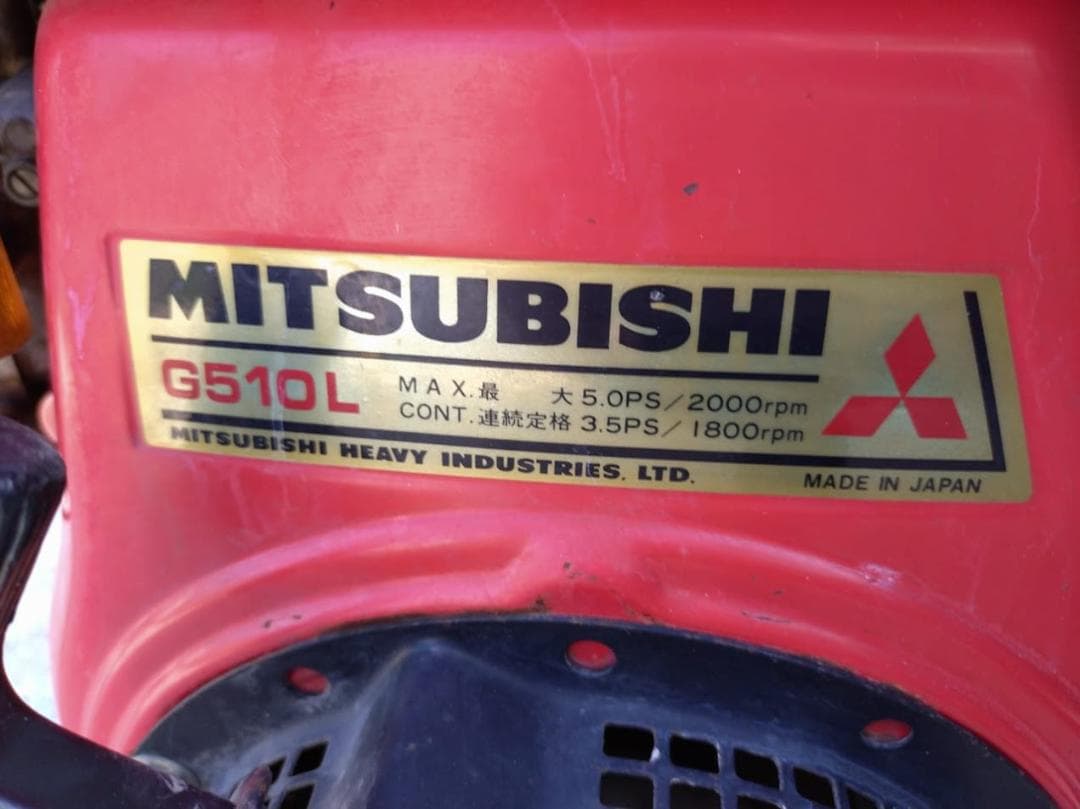 MITSUBISHI
G510L
MAX.最 大 5.0PS/2000rpm
CONT.連続定格 3.5PS/1800rpm
MITSUBISHI HEAVY INDUSTRIES, LTD.
MADE IN JAPAN